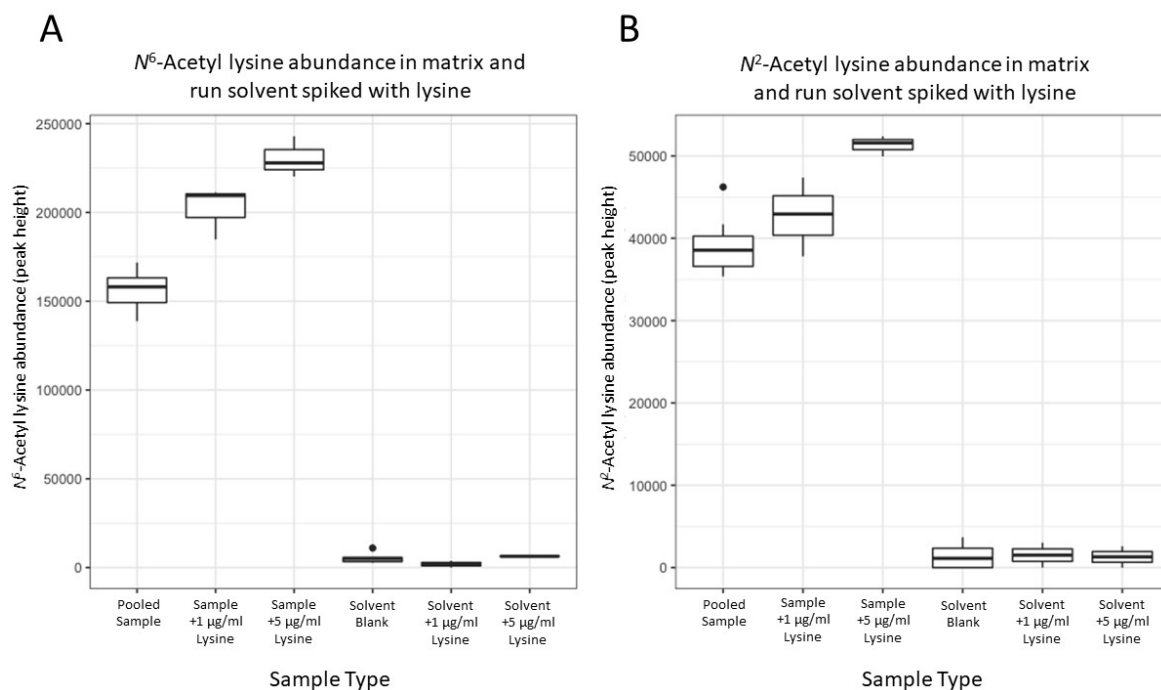 A
N⁶-Acetyl lysine abundance in matrix and
run solvent spiked with lysine
N⁶-Acetyl lysine abundance (peak height)
250000
200000
150000
100000
50000
0
Pooled
Sample
Sample
+1 µg/ml
Lysine
Sample
+5 µg/ml
Lysine
Solvent
Blank
Solvent
+1 µg/ml
Lysine
Solvent
+5 µg/ml
Lysine
Sample Type
B
N²-Acetyl lysine abundance in matrix
and run solvent spiked with lysine
N²-Acetyl lysine abundance (peak height)
50000
40000
30000
20000
10000
0
Pooled
Sample
Sample
+1 µg/ml
Lysine
Sample
+5 µg/ml
Lysine
Solvent
Blank
Solvent
+1 µg/ml
Lysine
Solvent
+5 µg/ml
Lysine
Sample Type